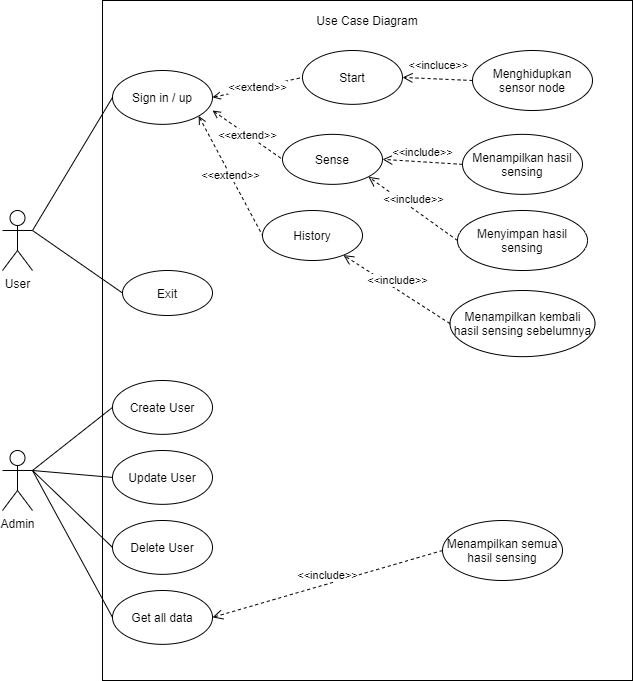 Use Case Diagram
Start
<<incluce>>
Menghidupkan
sensor node
Sign in / up
<<extend>>
<<extend>>
<<extend>>
Sense
<<include>>
Menampilkan hasil
sensing
<<include>>
Menyimpan hasil
sensing
History
<<include>>
Menampilkan kembali
hasil sensing sebelumnya
User
Exit
Create User
Update User
Admin
Delete User
Menampilkan semua
hasil sensing
<<include>>
Get all data